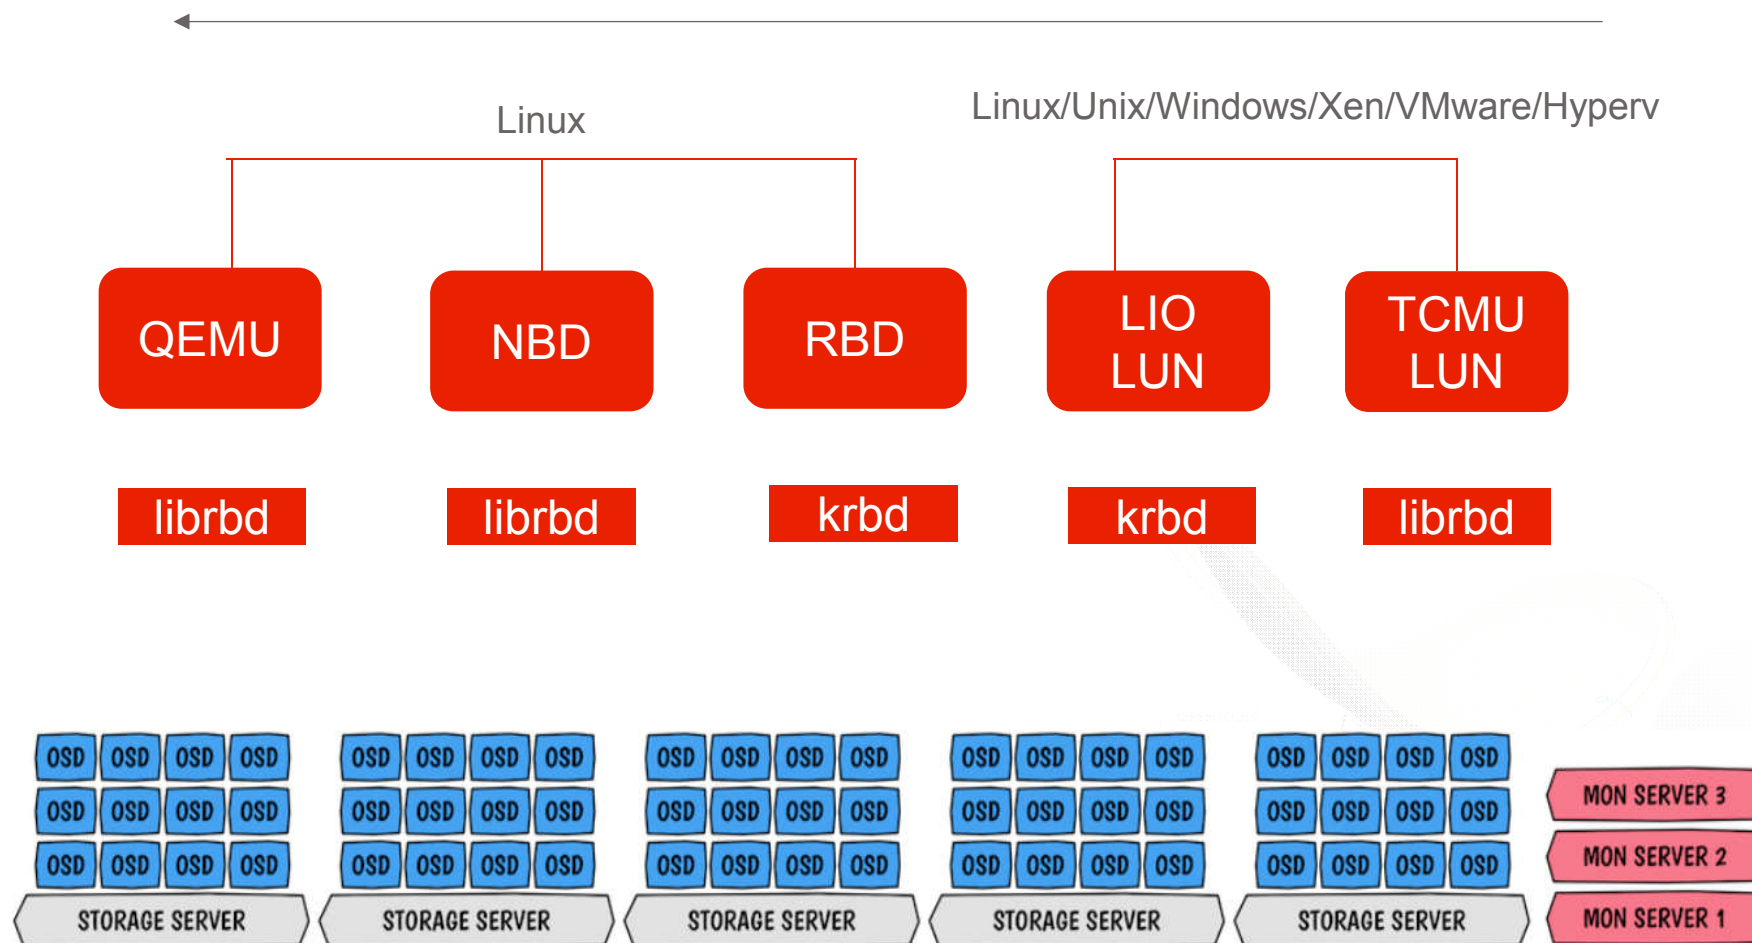 Linux
Linux/Unix/Windows/Xen/VMware/Hyperv
QEMU
NBD
RBD
LIO
LUN
TCMU
LUN
librbd
librbd
krbd
krbd
librbd
OSD OSD OSD OSD OSD OSD OSD OSD OSD OSD OSD OSD OSD OSD OSD OSD OSD OSD OSD OSD
OSD OSD OSD OSD OSD OSD OSD OSD OSD OSD OSD OSD OSD OSD OSD OSD OSD OSD OSD OSD
OSD OSD OSD OSD OSD OSD OSD OSD OSD OSD OSD OSD OSD OSD OSD OSD OSD OSD OSD OSD
STORAGE SERVER STORAGE SERVER STORAGE SERVER STORAGE SERVER STORAGE SERVER
MON SERVER 3
MON SERVER 2
MON SERVER 1